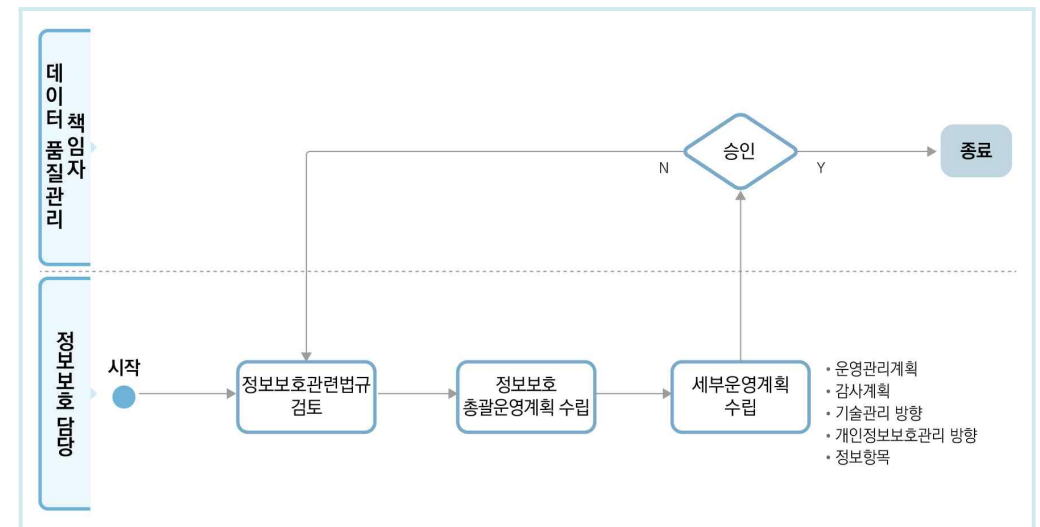 데이터 품질관리
책임자
승인
N
Y
종료
정보보호 담당
시작
정보보호관련법규
검토
정보보호
총괄운영계획 수립
세부운영계획
수립
• 운영관리계획
• 감사계획
• 기술관리 방향
• 개인정보보호관리 방향
• 정보항목